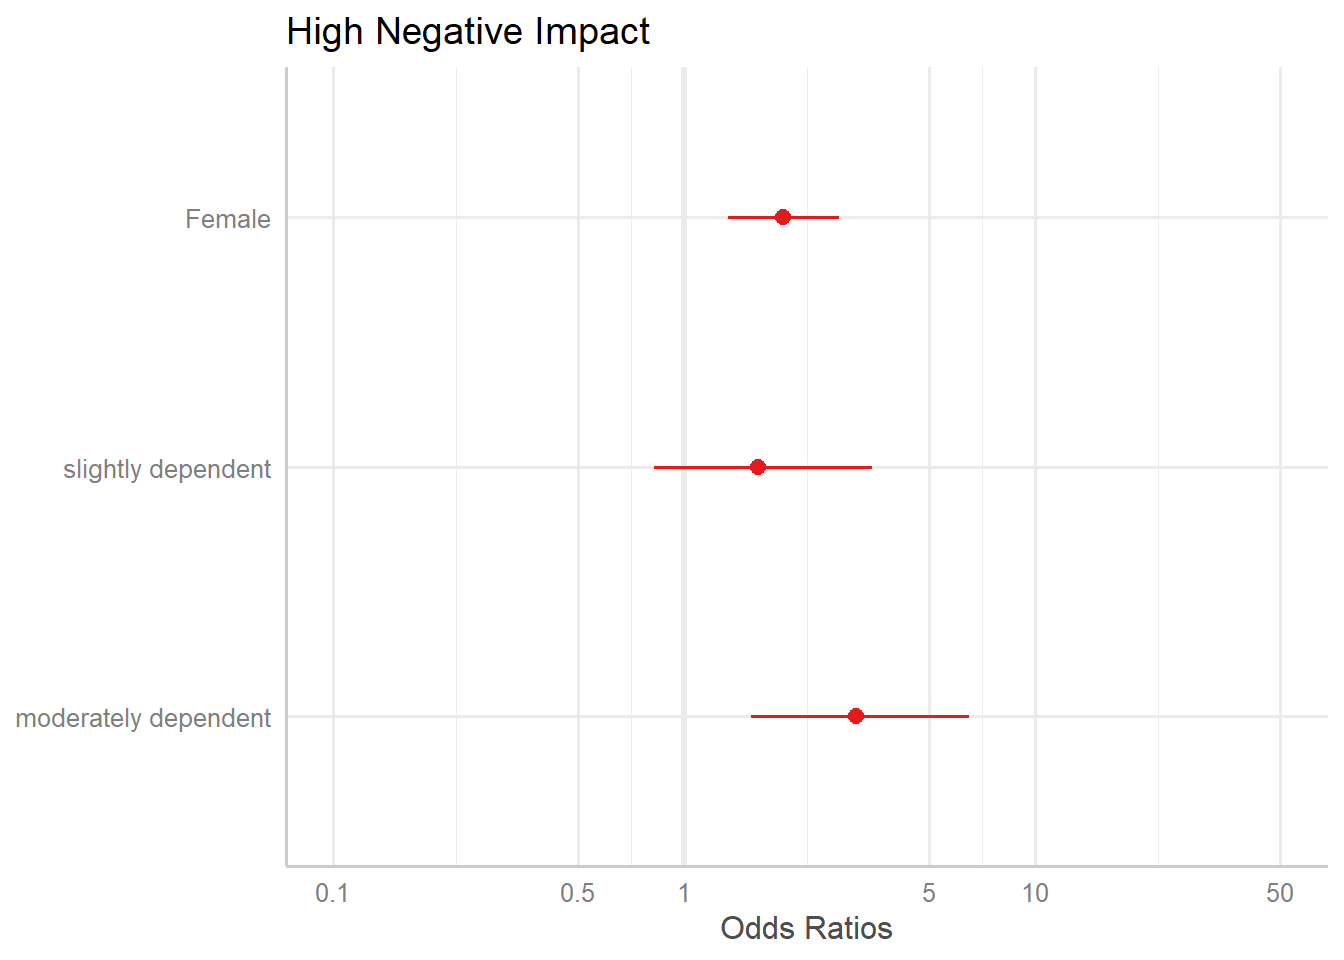 High Negative Impact
Female
slightly dependent
moderately dependent
0.1 0.5 1 5 10 50
Odds Ratios